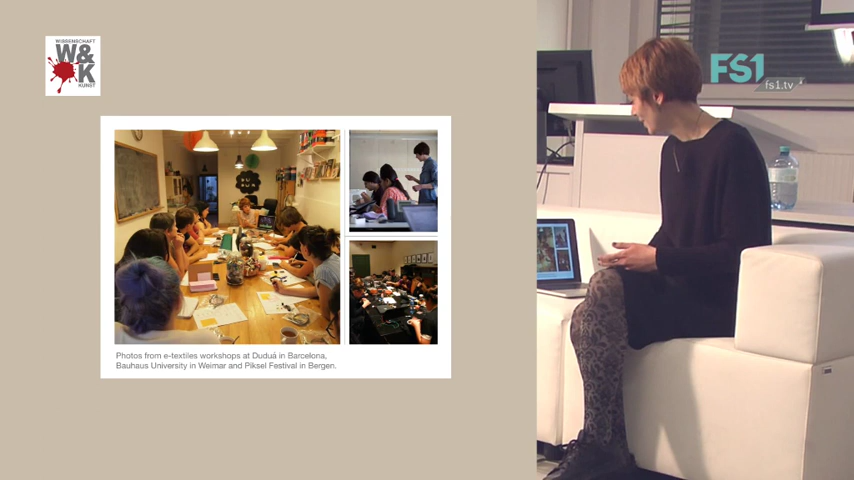 WISSENSCHAFT
W&
K
KUNST
FS1
fs1.tv
Photos from e-textiles workshops at Duduá in Barcelona,
Bauhaus University in Weimar and Piksel Festival in Bergen.